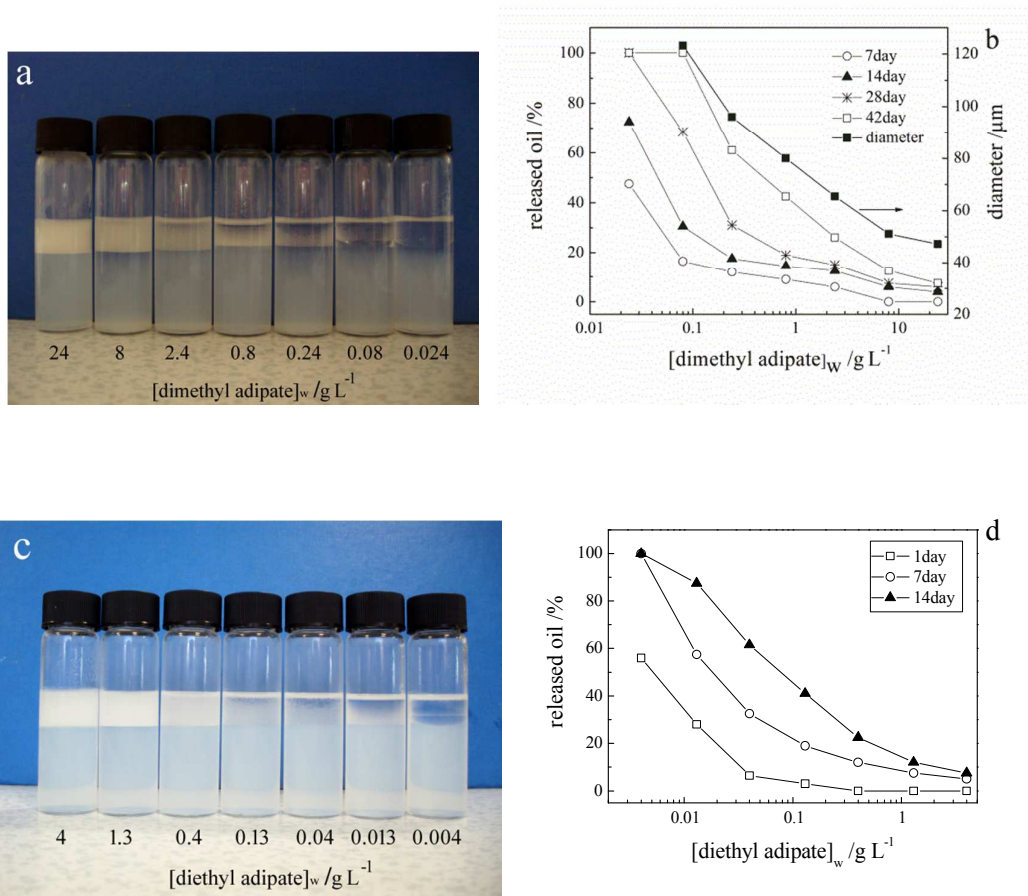 a
24 8 2.4 0.8 0.24 0.08 0.024
[dimethyl adipate]w /g L-1
b
7day
14day
28day
42day
diameter
released oil /%
100
80
60
40
20
0
diameter /µm
120
100
80
60
40
20
0.01 0.1 1 10
[dimethyl adipate]W /g L-1
c
4 1.3 0.4 0.13 0.04 0.013 0.004
[diethyl adipate]w /g L-1
d
1day
7day
14day
released oil /%
100
80
60
40
20
0
0.01 0.1 1
[diethyl adipate]w /g L-1